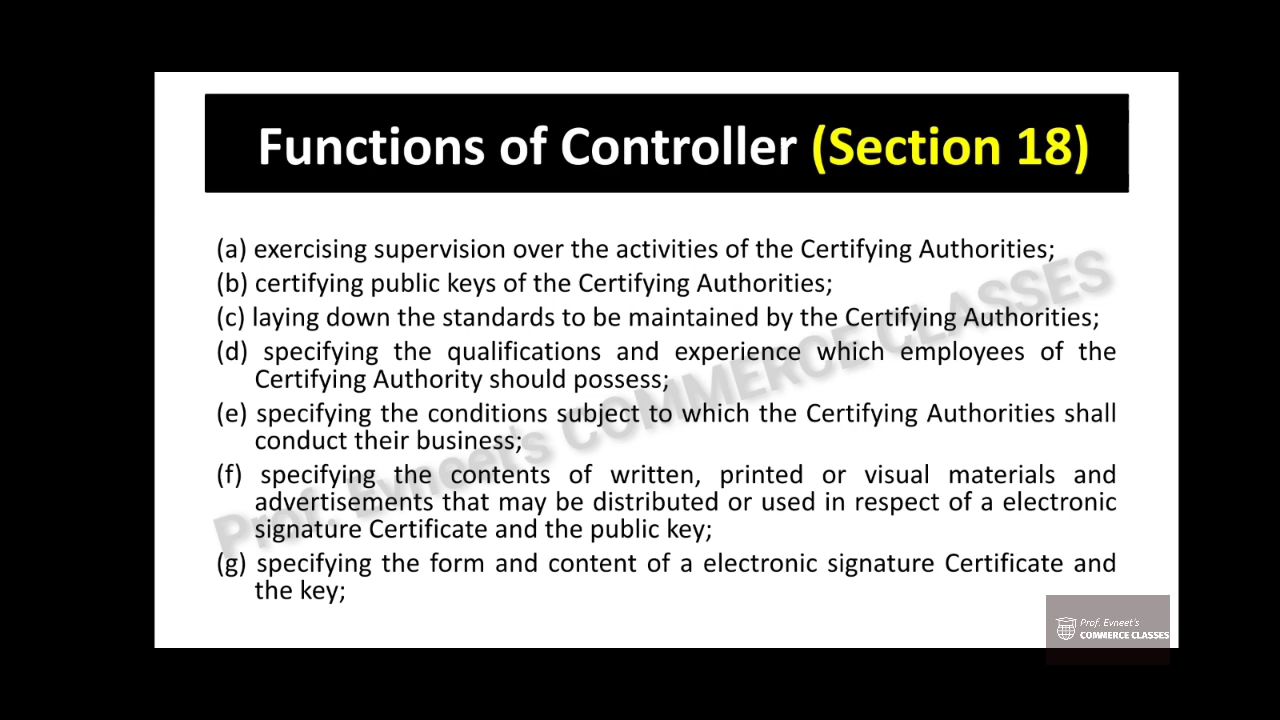 Functions of Controller (Section 18)
(a) exercising supervision over the activities of the Certifying Authorities;
(b) certifying public keys of the Certifying Authorities;
(c) laying down the standards to be maintained by the Certifying Authorities;
(d) specifying the qualifications and experience which employees of the
Certifying Authority should possess;
(e) specifying the conditions subject to which the Certifying Authorities shall
conduct their business;
(f) specifying the contents of written, printed or visual materials and
advertisements that may be distributed or used in respect of a electronic
signature Certificate and the public key;
(g) specifying the form and content of a electronic signature Certificate and
the key;
Prof. Evneet's COMMERCE CLASSES
Prof. Evneet's
COMMERCE CLASSES